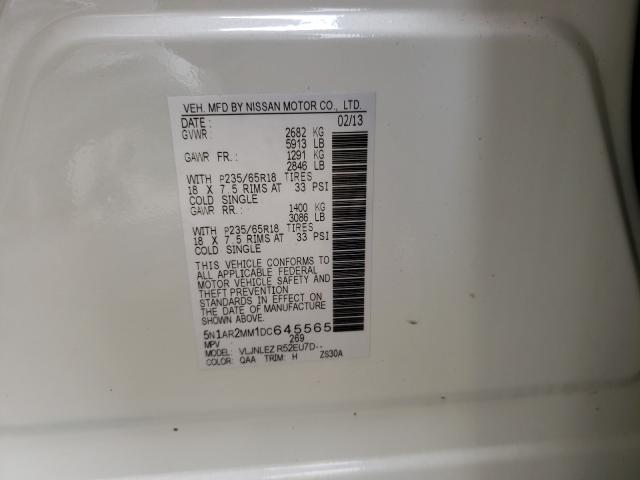 VEH. MFD BY NISSAN MOTOR CO., LTD.
DATE: 02/13
GVWR: 2682 KG
5913 LB
GAWR FR.: 1291 KG
2846 LB
WITH P235/65R18 TIRES
18 X 7.5 RIMS AT 33 PSI
COLD SINGLE
GAWR RR.: 1400 KG
3086 LB
WITH P235/65R18 TIRES
18 X 7.5 RIMS AT 33 PSI
COLD SINGLE
THIS VEHICLE CONFORMS TO
ALL APPLICABLE FEDERAL
MOTOR VEHICLE SAFETY AND
THEFT PREVENTION
STANDARDS IN EFFECT ON
THE DATE OF MANUFACTURE
SHOWN ABOVE
5N1AR2MM1DC645565
MPV 269
MODEL: VLJNLEZ R52EU7D--
COLOR: QAA TRIM: H ZS30A